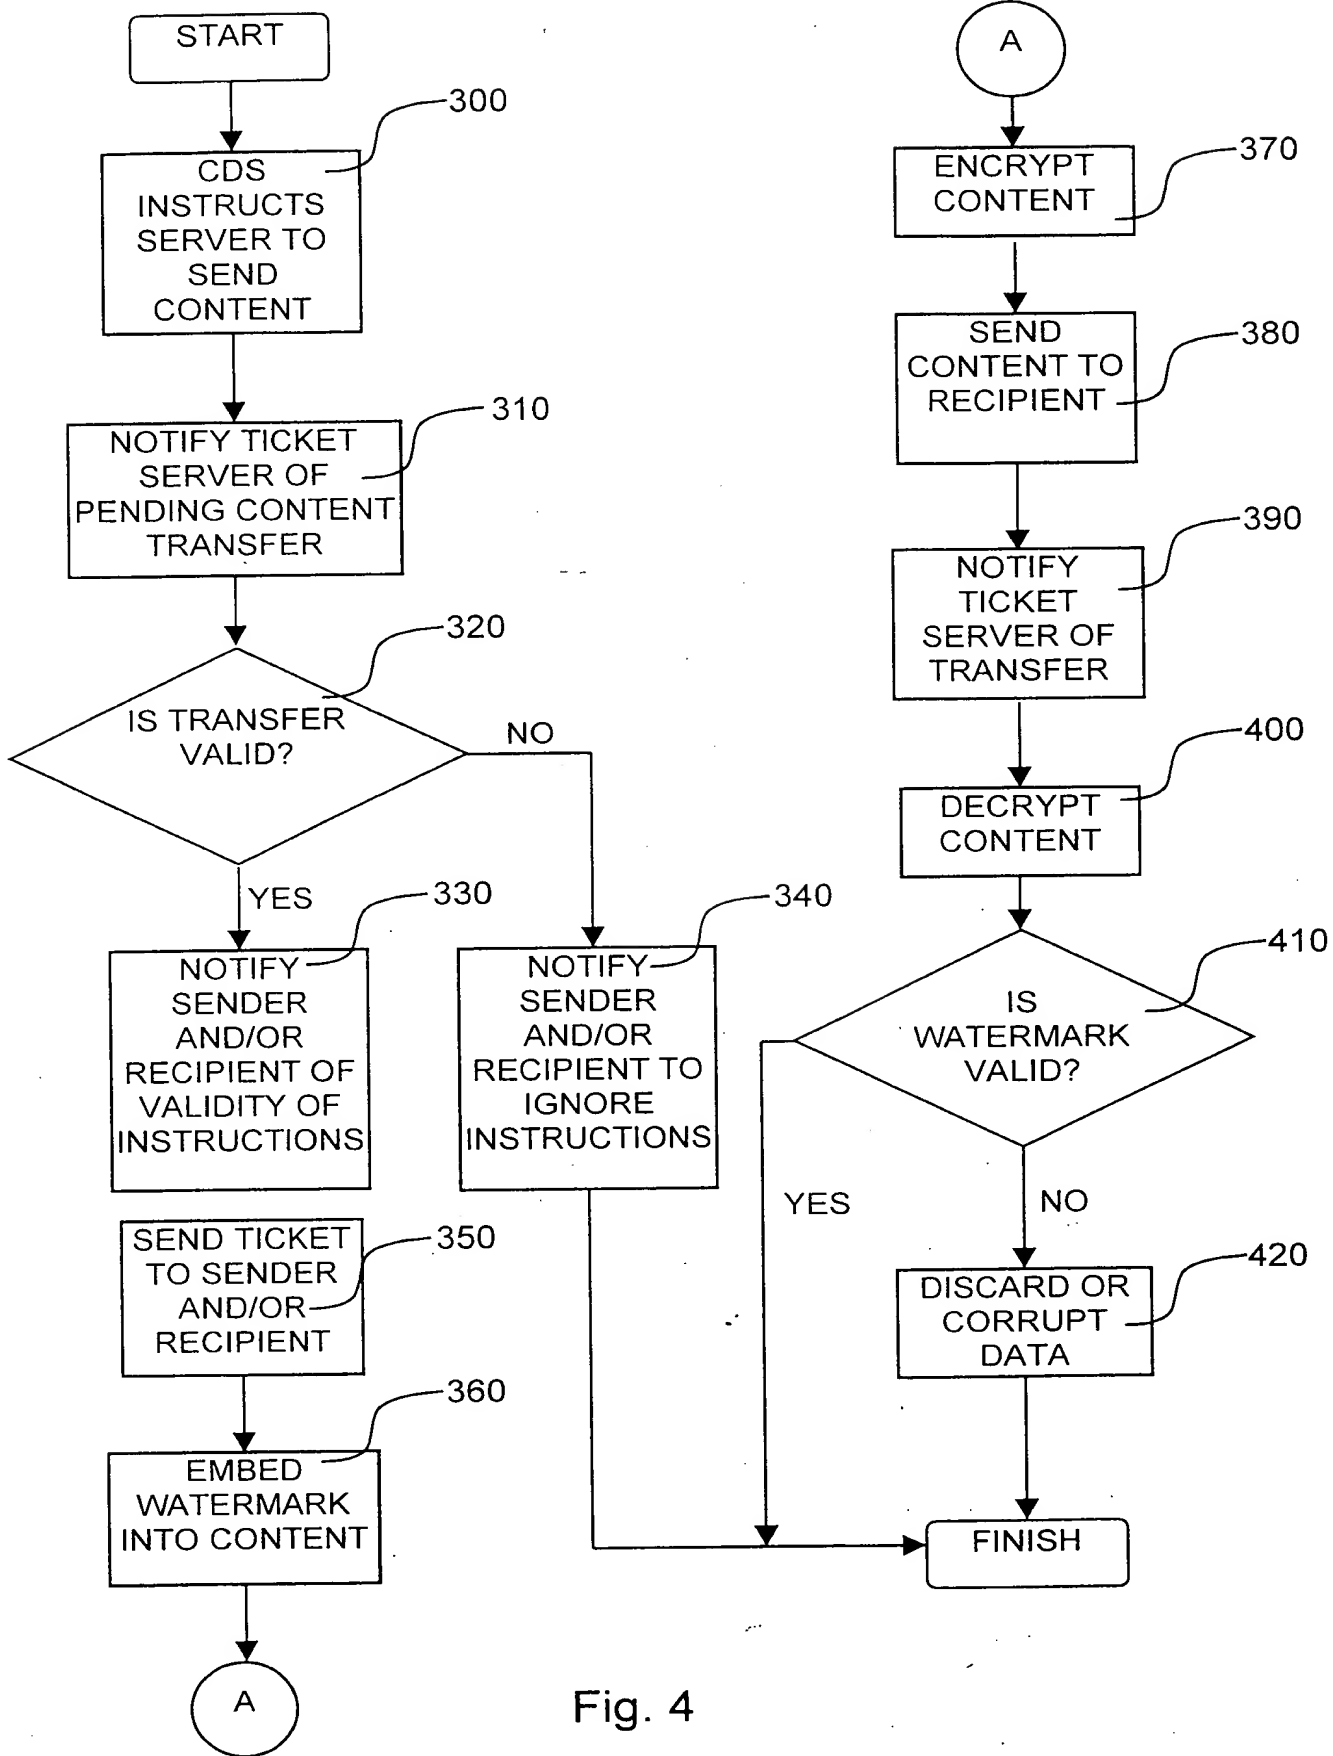 START
300
CDS
INSTRUCTS
SERVER TO
SEND
CONTENT
310
NOTIFY TICKET
SERVER OF
PENDING CONTENT
TRANSFER
320
IS TRANSFER
VALID?
NO
YES
330
NOTIFY
SENDER
AND/OR
RECIPIENT OF
VALIDITY OF
INSTRUCTIONS
340
NOTIFY
SENDER
AND/OR
RECIPIENT TO
IGNORE
INSTRUCTIONS
SEND TICKET
TO SENDER
AND/OR
RECIPIENT
350
360
EMBED
WATERMARK
INTO CONTENT
A
A
370
ENCRYPT
CONTENT
380
SEND
CONTENT TO
RECIPIENT
390
NOTIFY
TICKET
SERVER OF
TRANSFER
400
DECRYPT
CONTENT
410
IS
WATERMARK
VALID?
YES
NO
420
DISCARD OR
CORRUPT
DATA
FINISH
Fig. 4